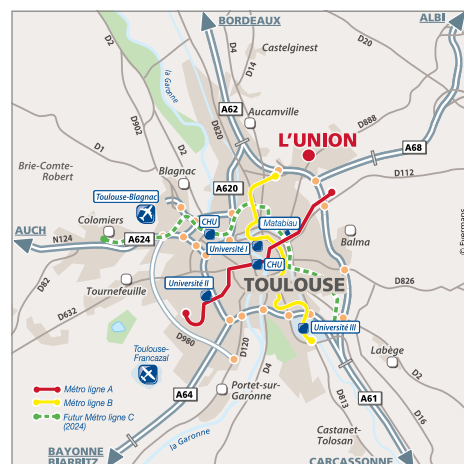 BORDEAUX
ALBI
D2
D4
Castelginest
D20
la Garonne
D14
A62
Aucamville
D902
D820
D888
L'UNION
A68
D1
Brie-Comte-
Robert
Blagnac
A620
D112
Toulouse-Blagnac
Colomiers
CHU
Matabiau
AUCH
N124
A624
Université I
Balma
CHU
D82
Tournefeuille
Université II
TOULOUSE
D826
D632
Université III
D980
D120
Toulouse-
Francazal
Labège
D2
D4
Métro ligne A
Métro ligne B
Futur Métro ligne C
(2024)
A64
Portet-sur-
Garonne
A61
D813
D16
la Garonne
Castanet-
Tolosan
BAYONNE
BIARRITZ
CARCASSONNE